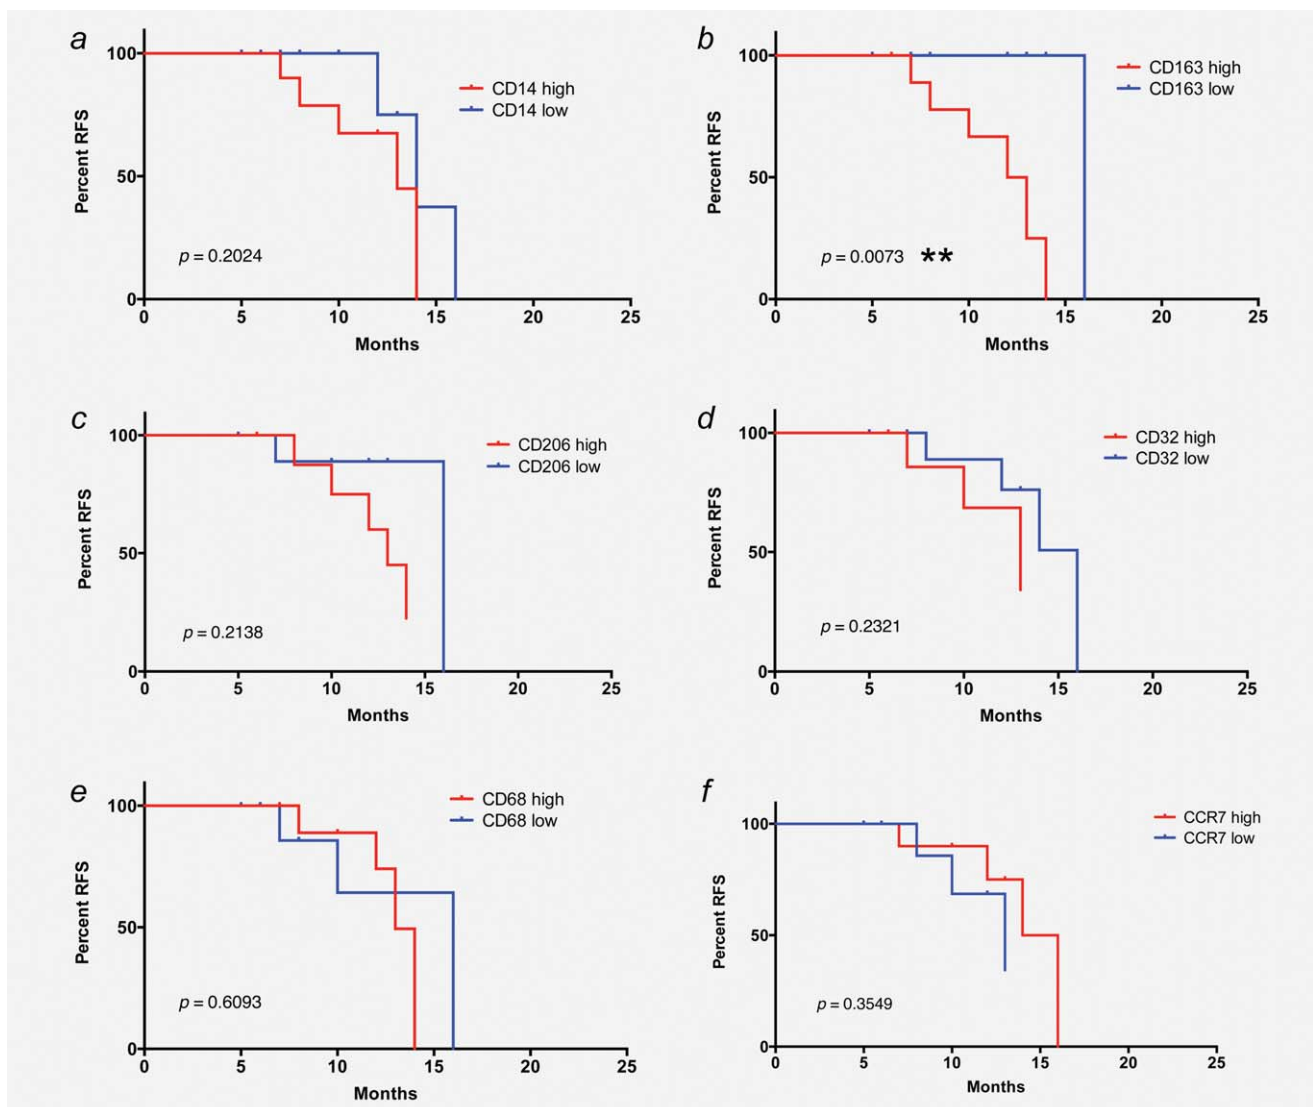 a
100
50
0
Percent RFS
CD14 high
CD14 low
p = 0.2024
0 5 10 15 20 25
Months
b
100
50
0
Percent RFS
CD163 high
CD163 low
p = 0.0073 **
0 5 10 15 20 25
Months
c
100
50
0
Percent RFS
CD206 high
CD206 low
p = 0.2138
0 5 10 15 20 25
Months
d
100
50
0
Percent RFS
CD32 high
CD32 low
p = 0.2321
0 5 10 15 20 25
Months
e
100
50
0
Percent RFS
CD68 high
CD68 low
p = 0.6093
0 5 10 15 20 25
Months
f
100
50
0
Percent RFS
CCR7 high
CCR7 low
p = 0.3549
0 5 10 15 20 25
Months